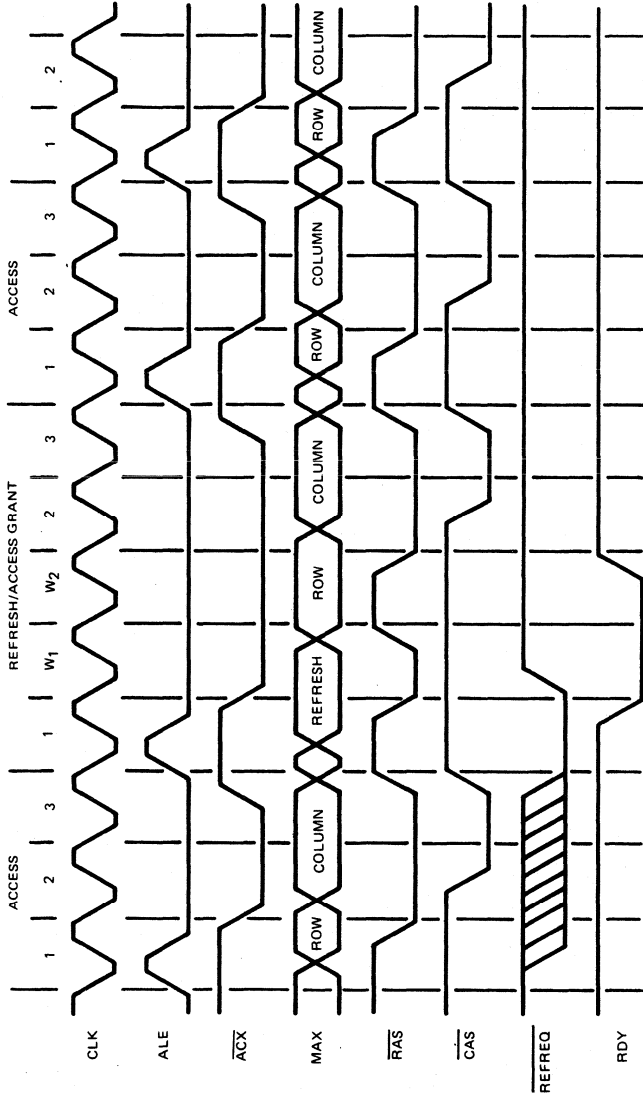 ACCESS REFRESH/ACCESS GRANT ACCESS
1 2 3 1 W1 W2 2 3 1 2 3 1 2
CLK
ALE
ACX
MAX ROW COLUMN REFRESH ROW COLUMN ROW COLUMN ROW COLUMN
RAS
CAS
REFREQ
RDY